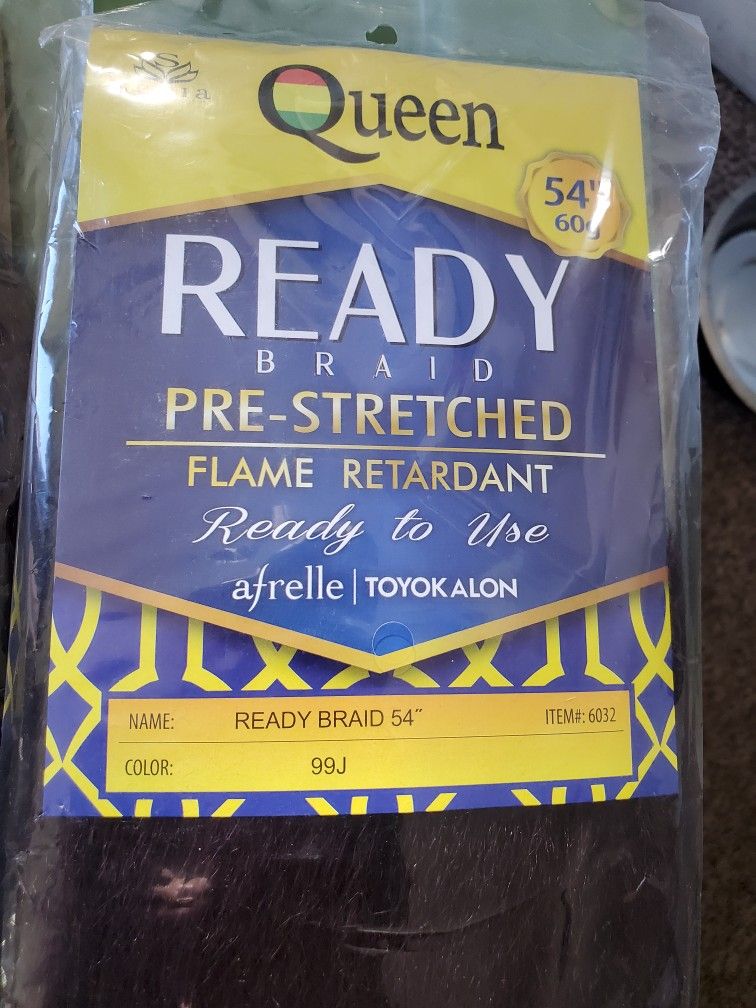 S
Queen
54"
60g
READY
BRAID
PRE-STRETCHED
FLAME RETARDANT
Ready to Use
afrelle | TOYOKALON
NAME: READY BRAID 54″ ITEM#: 6032
COLOR: 99J